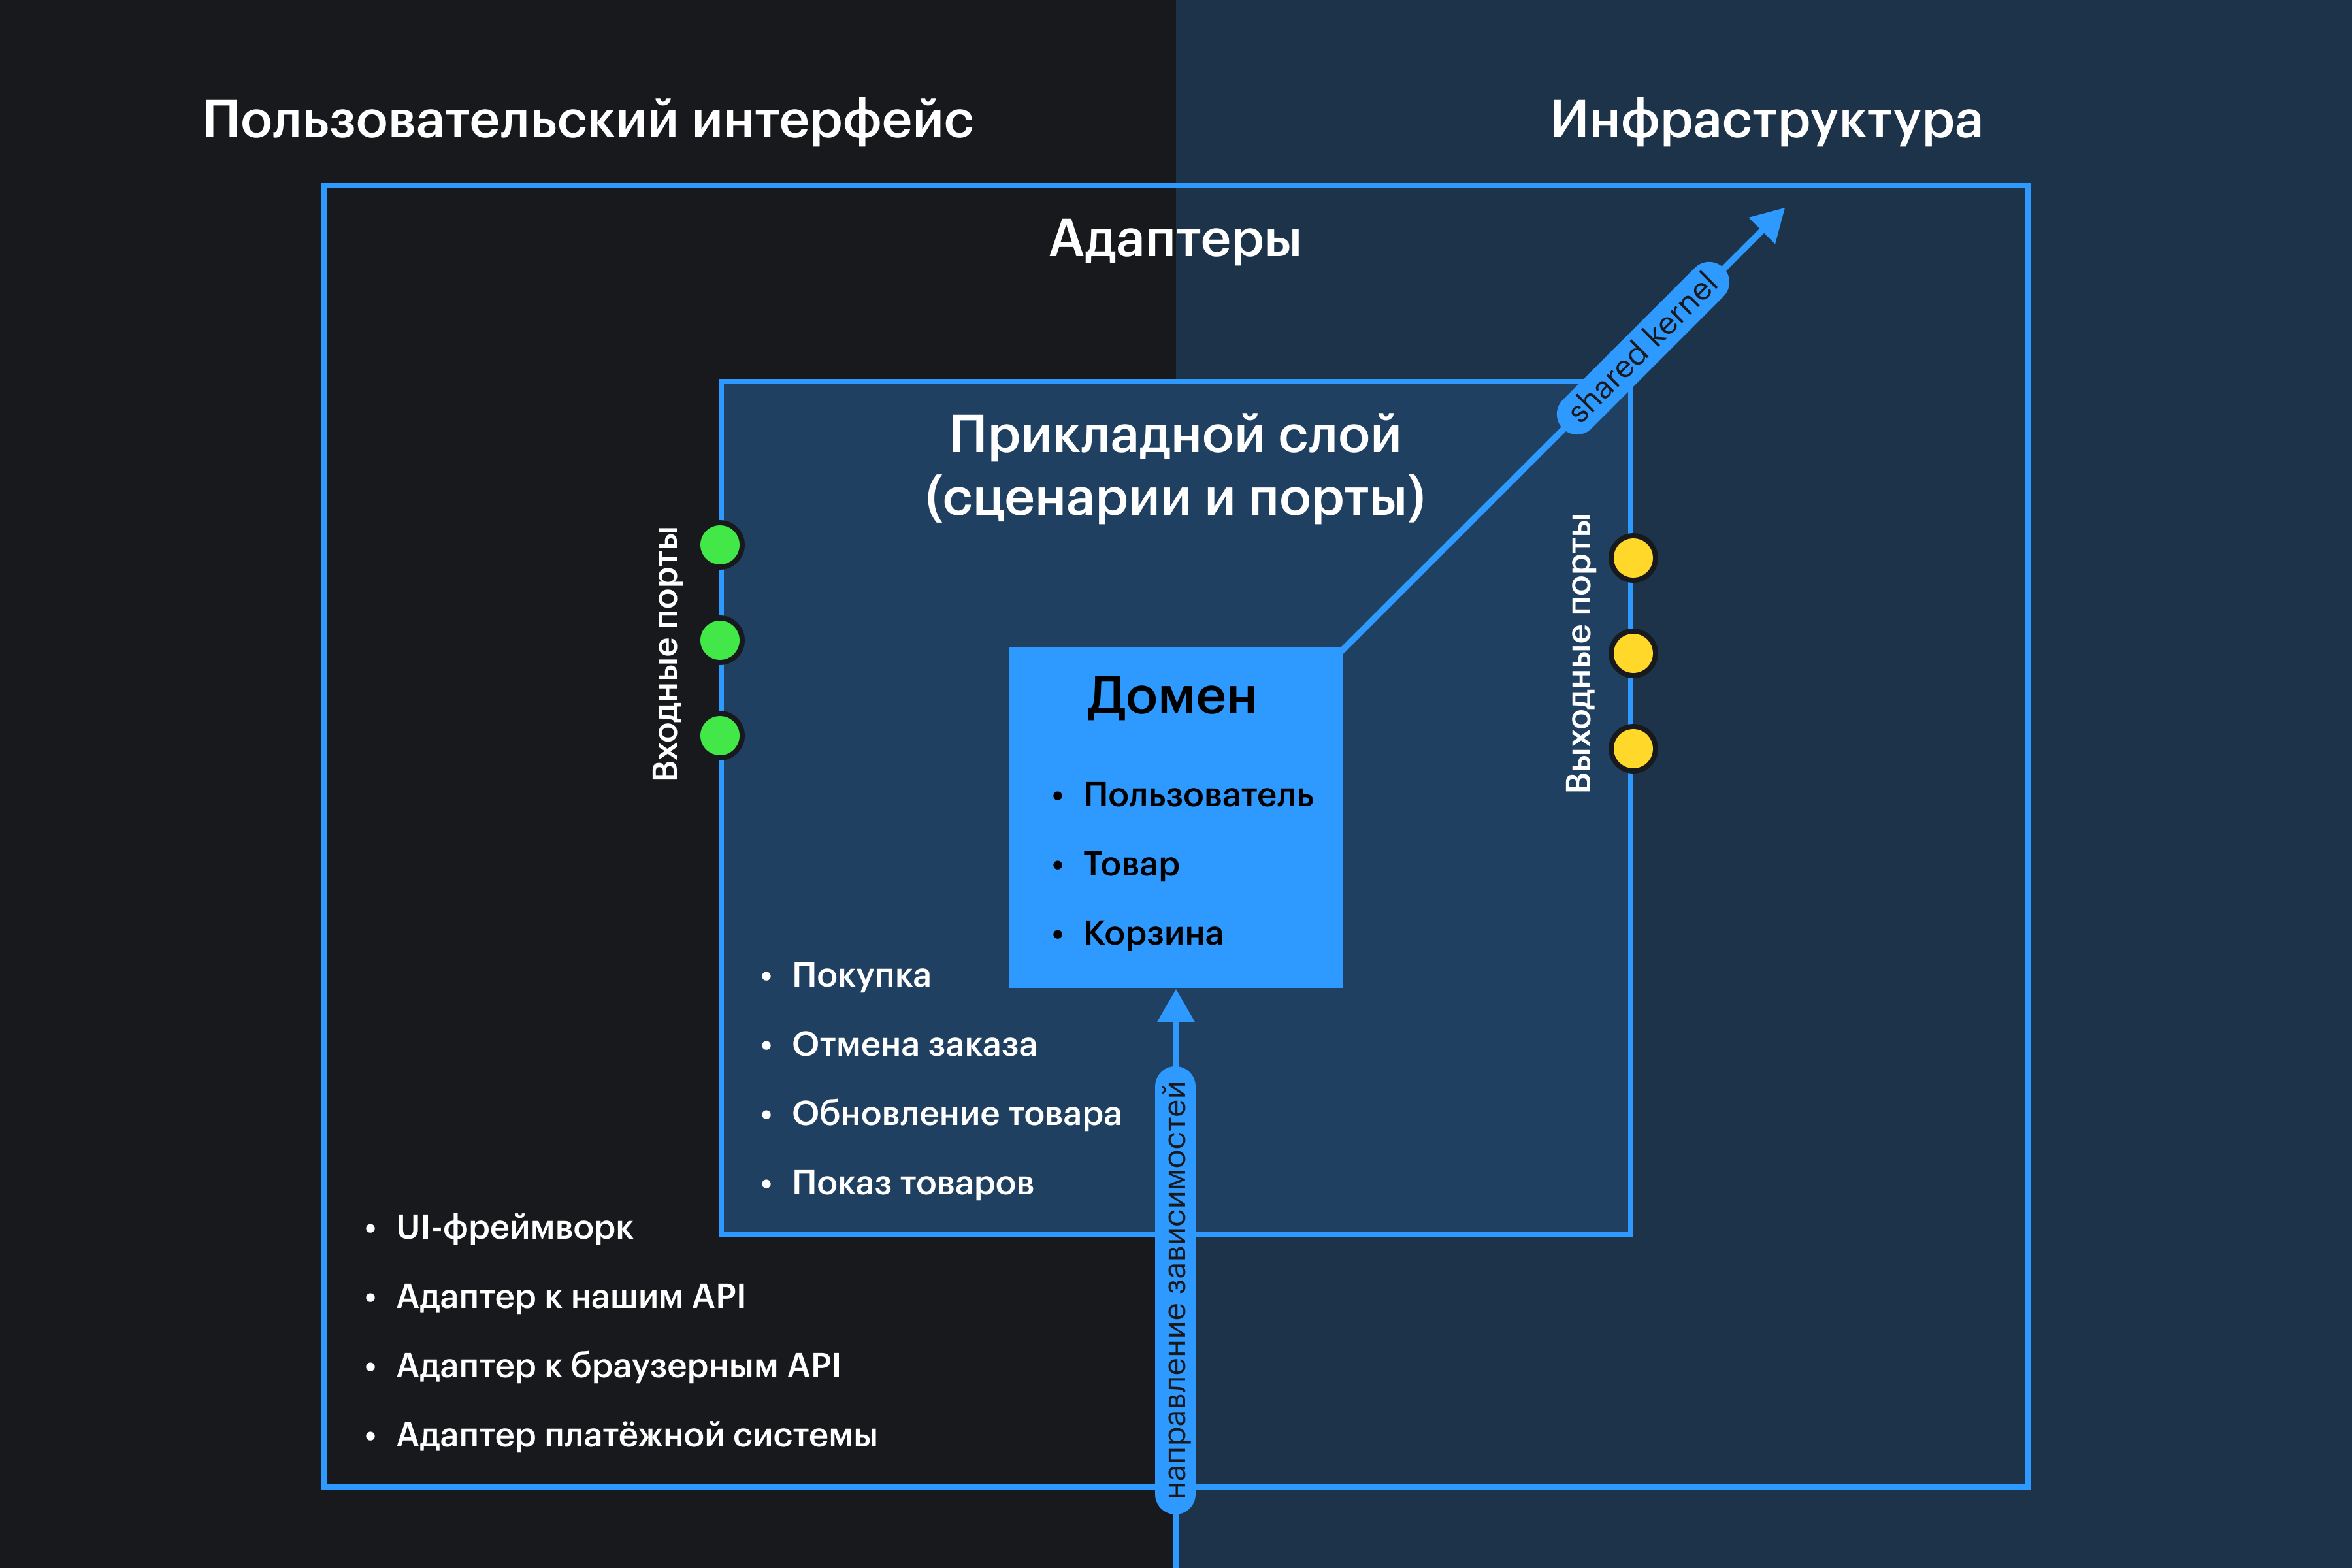 Пользовательский интерфейс
Инфраструктура
Адаптеры
shared kernel
Прикладной слой
(сценарии и порты)
Входные порты
Выходные порты
Домен
• Пользователь
• Товар
• Корзина
• Покупка
• Отмена заказа
• Обновление товара
• Показ товаров
направление зависимостей
• UI-фреймворк
• Адаптер к нашим API
• Адаптер к браузерным API
• Адаптер платёжной системы